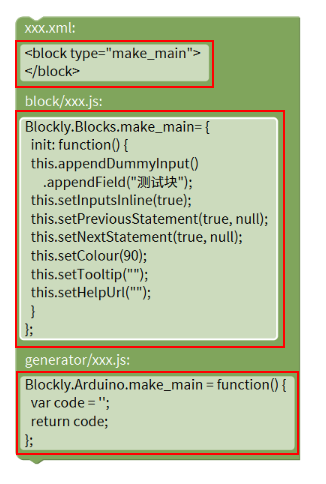 xxx.xml:
<block type="make_main">
</block>
block/xxx.js:
Blockly.Blocks.make_main= {
  init: function() {
  this.appendDummyInput()
      .appendField("测试块");
  this.setInputsInline(true);
  this.setPreviousStatement(true, null);
  this.setNextStatement(true, null);
  this.setColour(90);
  this.setTooltip("");
  this.setHelpUrl("");
  }
};
generator/xxx.js:
Blockly.Arduino.make_main = function() {
  var code = '';
  return code;
};